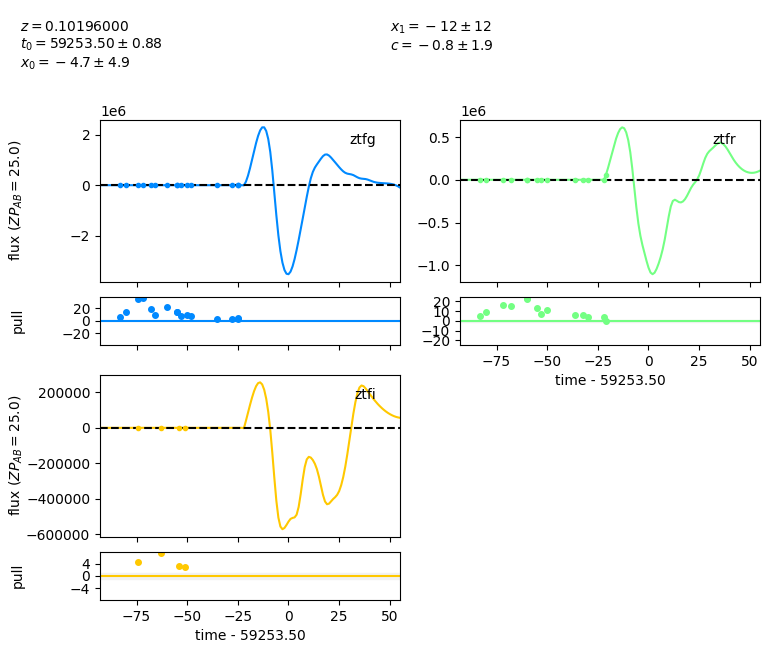 z = 0.10196000
t₀ = 59253.50 ± 0.88
x₀ = −4.7 ± 4.9
x₁ = −12 ± 12
c = −0.8 ± 1.9
1e6
ztfg
2
0
−2
flux (ZP_AB = 25.0)
1e6
ztfr
0.5
0.0
−0.5
−1.0
20
0
−20
pull
20
10
0
−10
−20
−75 −50 −25 0 25 50
time - 59253.50
ztfi
200000
0
−200000
−400000
−600000
flux (ZP_AB = 25.0)
4
0
−4
pull
−75 −50 −25 0 25 50
time - 59253.50